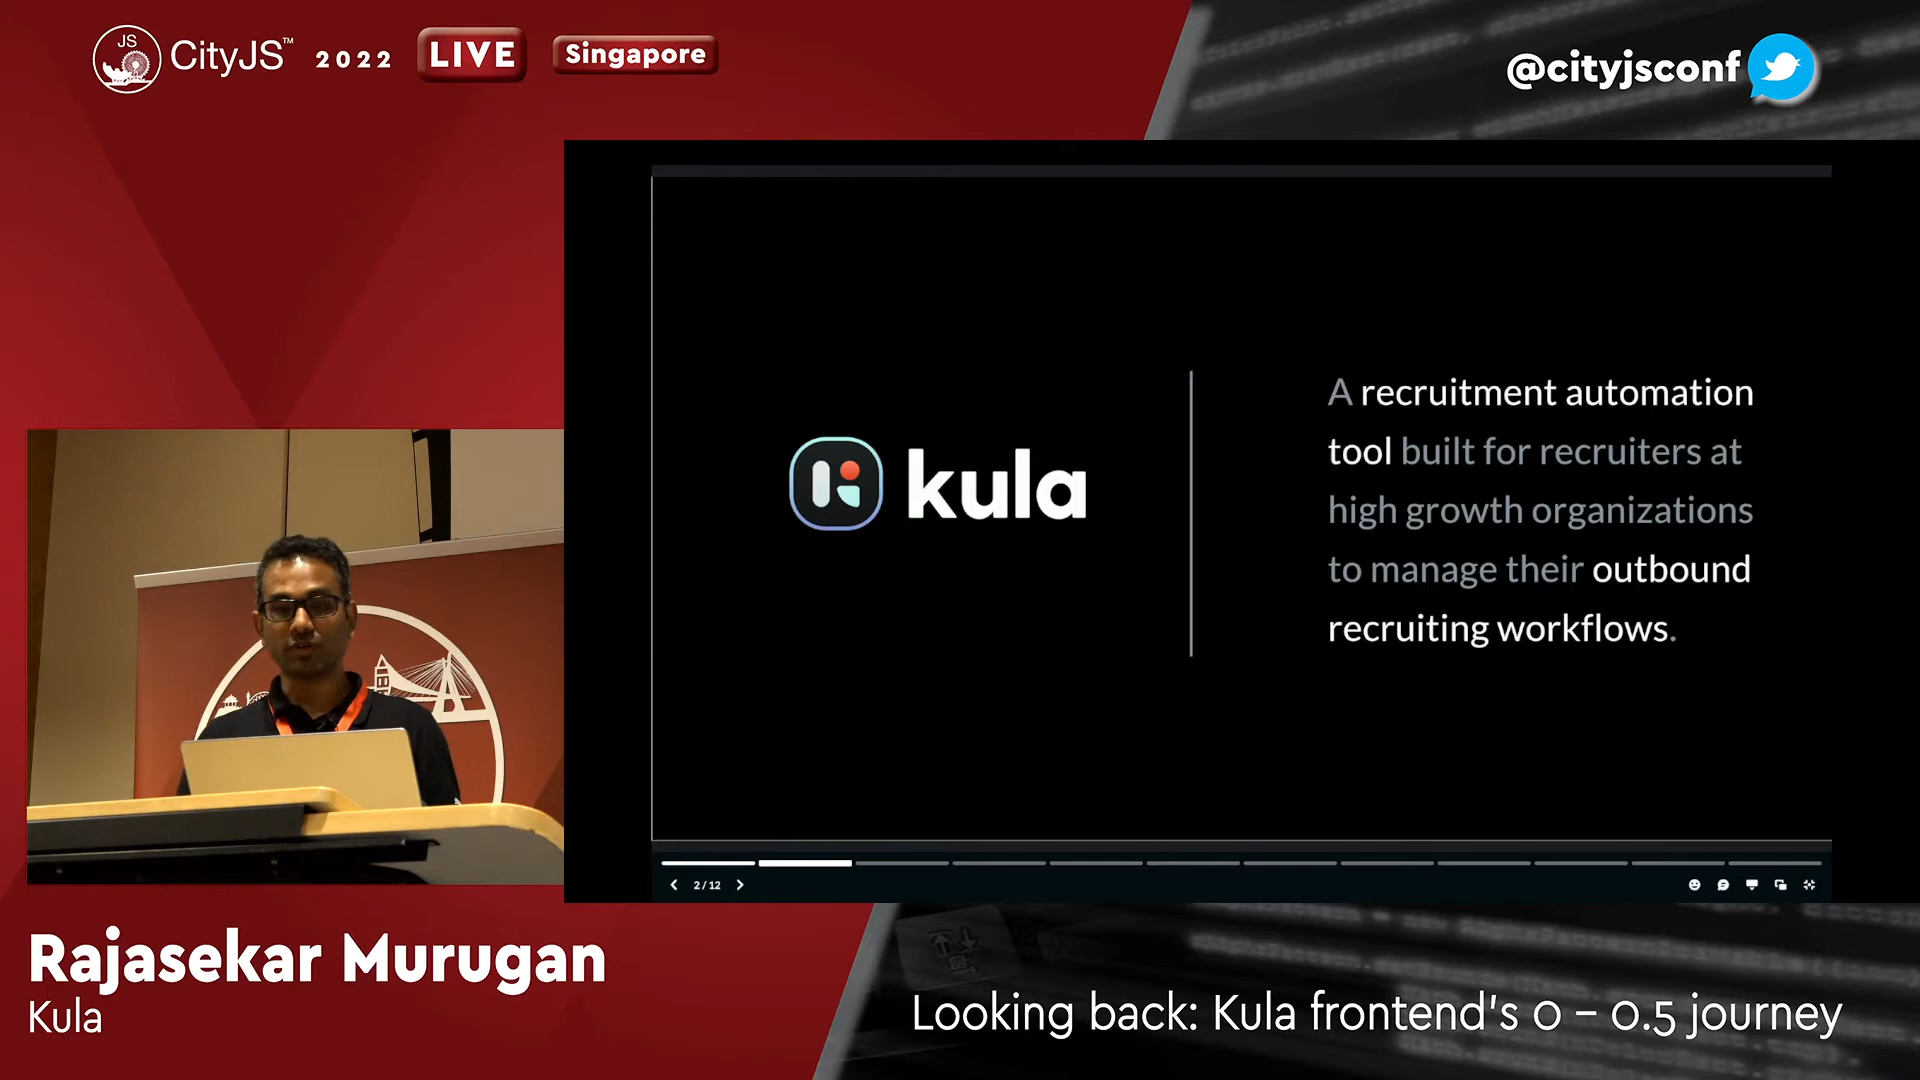 JS
CityJS™ 2022 LIVE Singapore
@cityjsconf
kula
A recruitment automation
tool built for recruiters at
high growth organizations
to manage their outbound
recruiting workflows.
2 / 12
Rajasekar Murugan
Kula
Looking back: Kula frontend's 0 – 0.5 journey